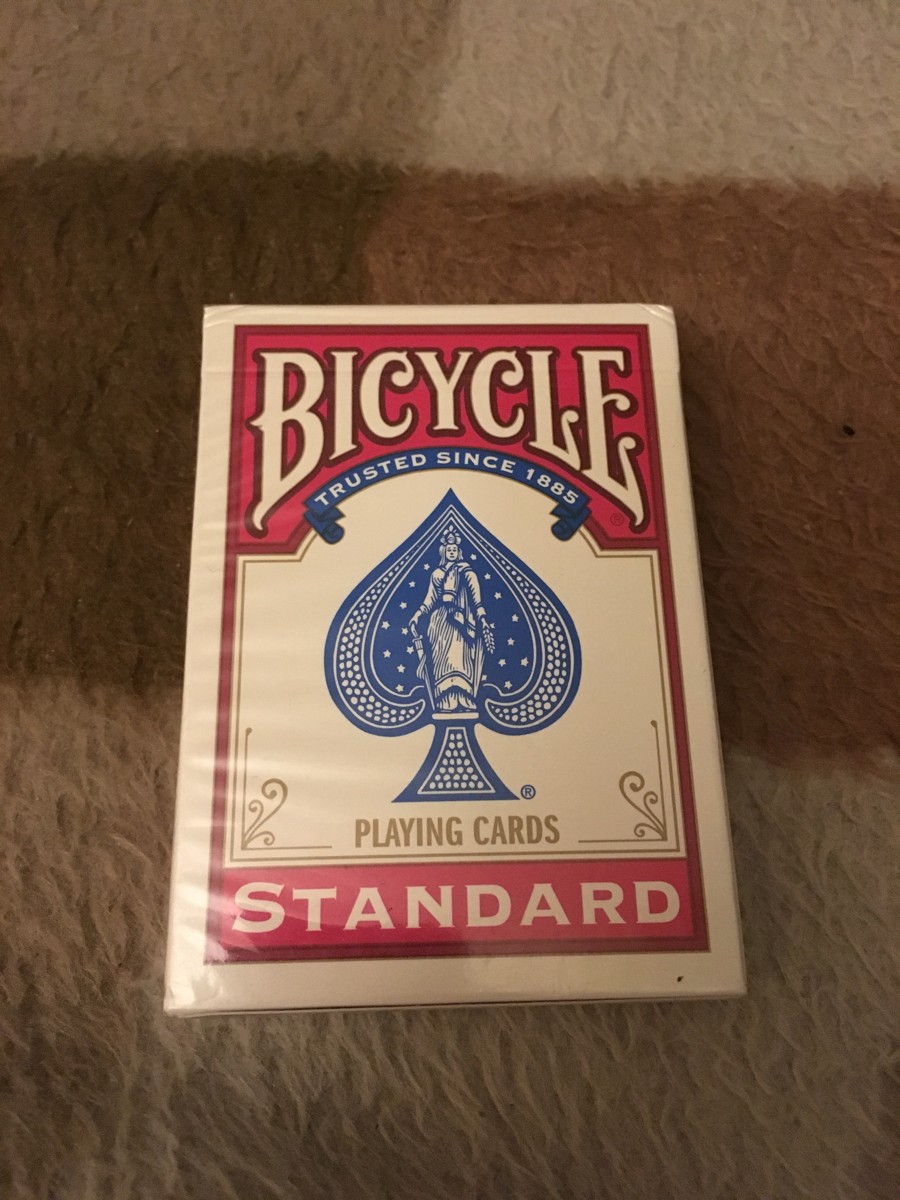 BICYCLE
TRUSTED SINCE 1885
®
®
PLAYING CARDS
STANDARD